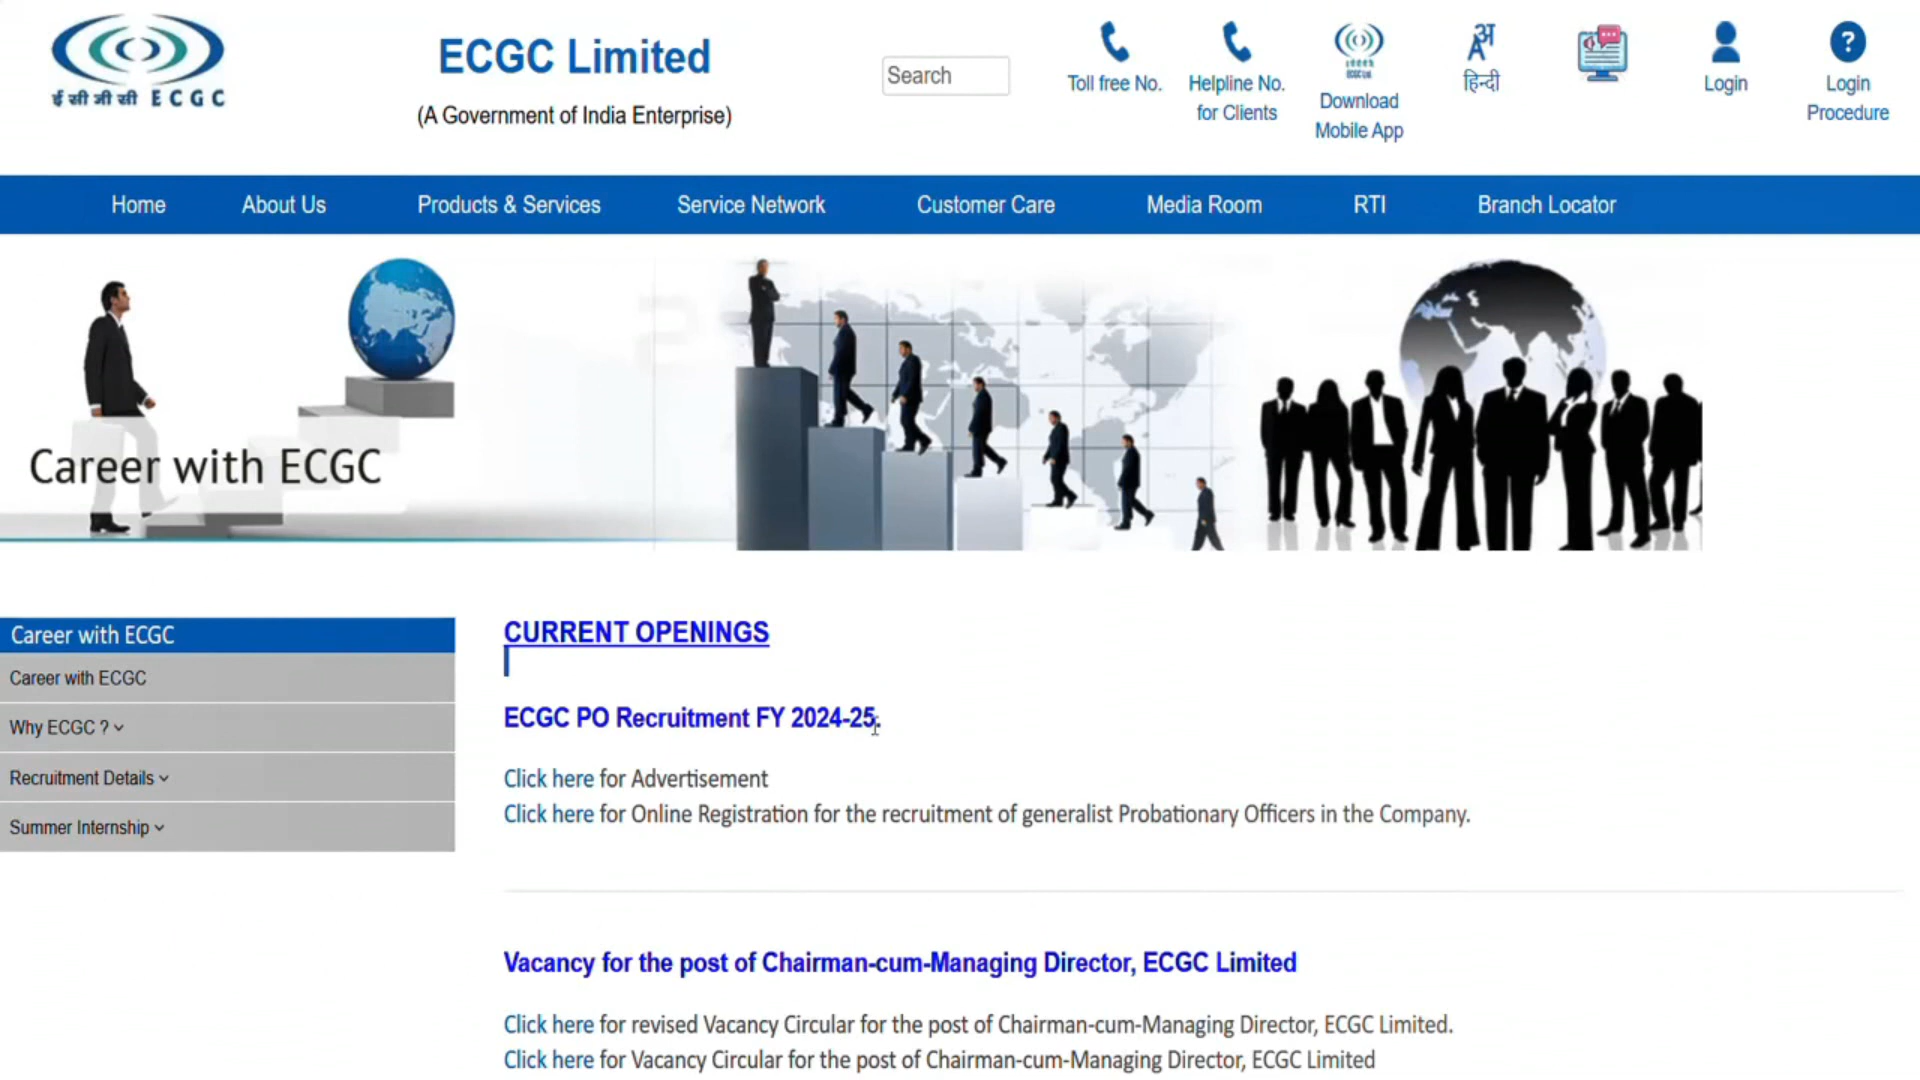 ई सी जी सी ECGC
ECGC Limited
(A Government of India Enterprise)
Search
Toll free No.
Helpline No.
for Clients
ECGC Ltd.
Download
Mobile App
अ
A
हिन्दी
Login
?
Login
Procedure
Home About Us Products & Services Service Network Customer Care Media Room RTI Branch Locator
Career with ECGC
Career with ECGC
Career with ECGC
Why ECGC ?
Recruitment Details
Summer Internship
CURRENT OPENINGS
ECGC PO Recruitment FY 2024-25.
Click here for Advertisement
Click here for Online Registration for the recruitment of generalist Probationary Officers in the Company.
Vacancy for the post of Chairman-cum-Managing Director, ECGC Limited
Click here for revised Vacancy Circular for the post of Chairman-cum-Managing Director, ECGC Limited.
Click here for Vacancy Circular for the post of Chairman-cum-Managing Director, ECGC Limited